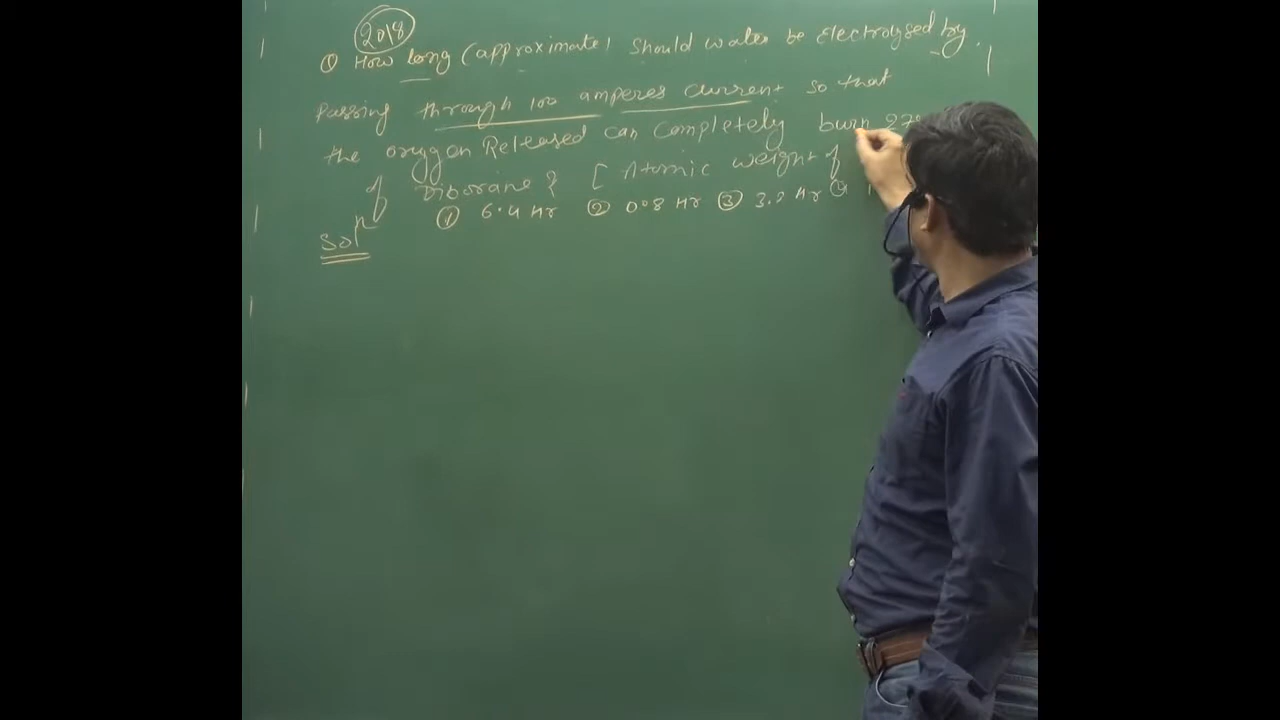 2018
Q How long (approximate) should water be Electrolysed by
Passing through 100 amperes current so that
the oxygen Released can completely burn 27
of Diborane? [Atomic weight of
① 6.4 Hr ② 0.8 Hr ③ 3.2 Hr ④
Solⁿ